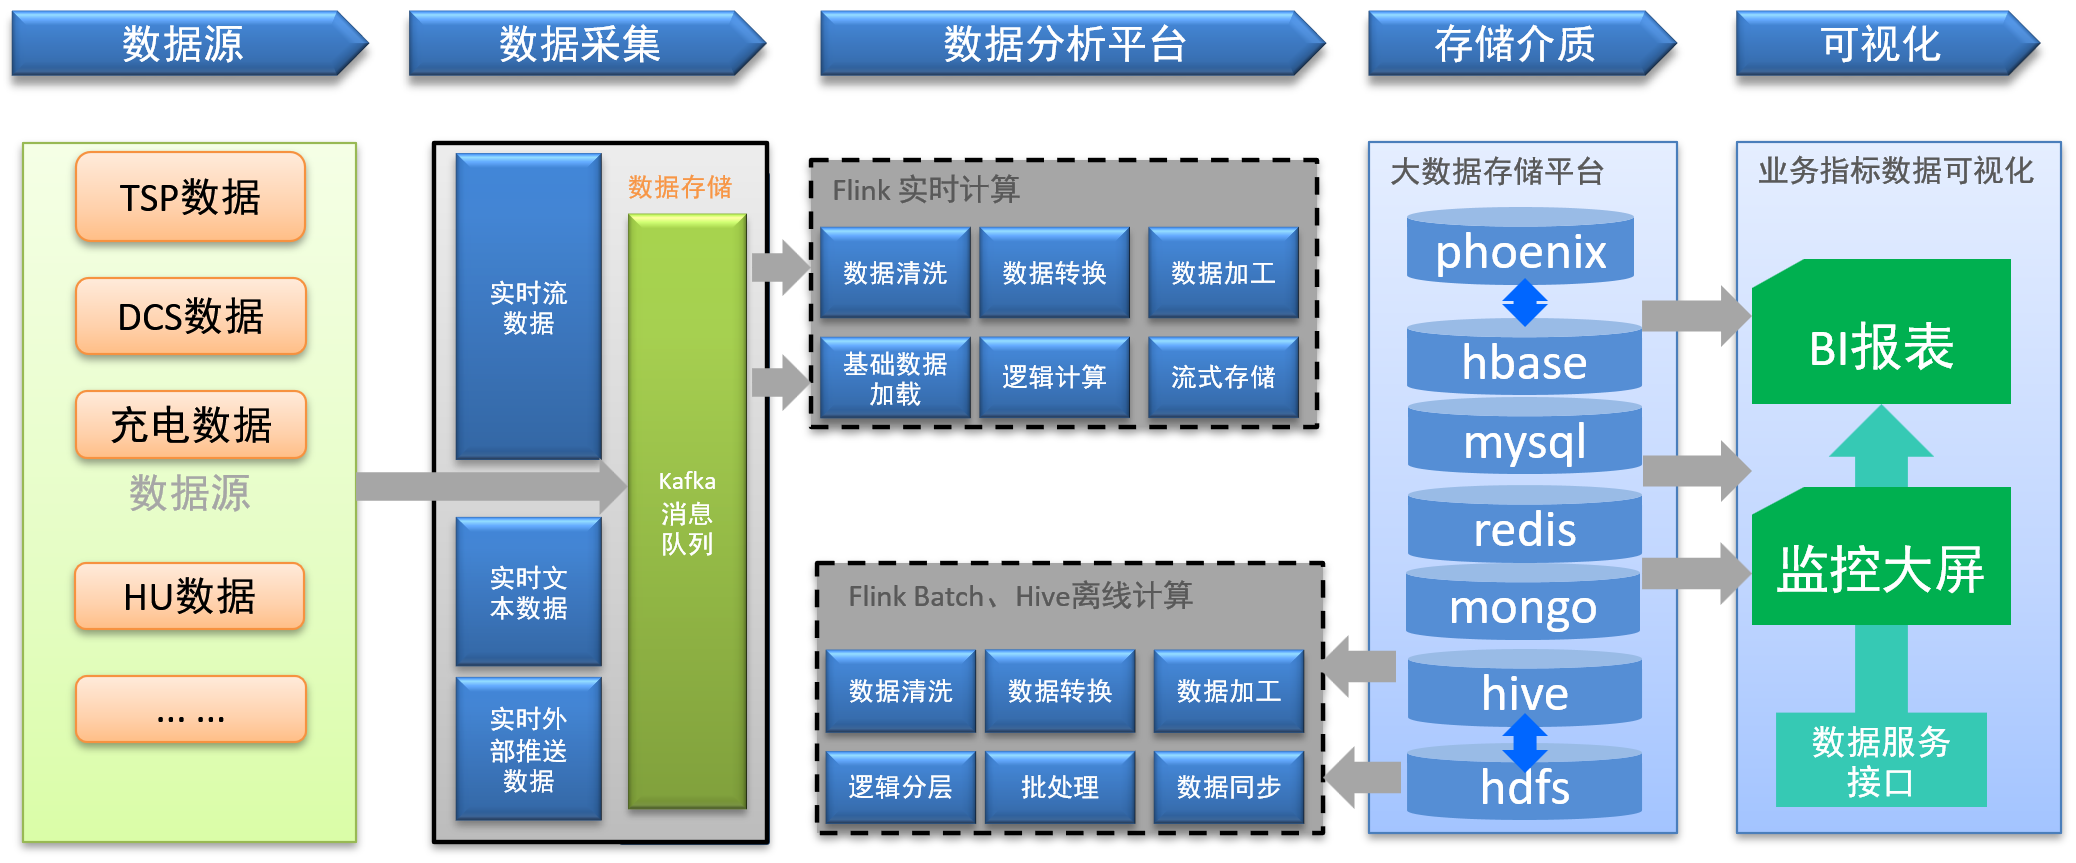 数据源
数据采集
数据分析平台
存储介质
可视化
TSP数据
DCS数据
充电数据
数据源
HU数据
... ...
实时流
数据
实时文
本数据
实时外
部推送
数据
数据存储
Kafka
消息
队列
Flink 实时计算
数据清洗
数据转换
数据加工
基础数据
加载
逻辑计算
流式存储
Flink Batch、Hive离线计算
数据清洗
数据转换
数据加工
逻辑分层
批处理
数据同步
大数据存储平台
phoenix
hbase
mysql
redis
mongo
hive
hdfs
业务指标数据可视化
BI报表
监控大屏
数据服务
接口